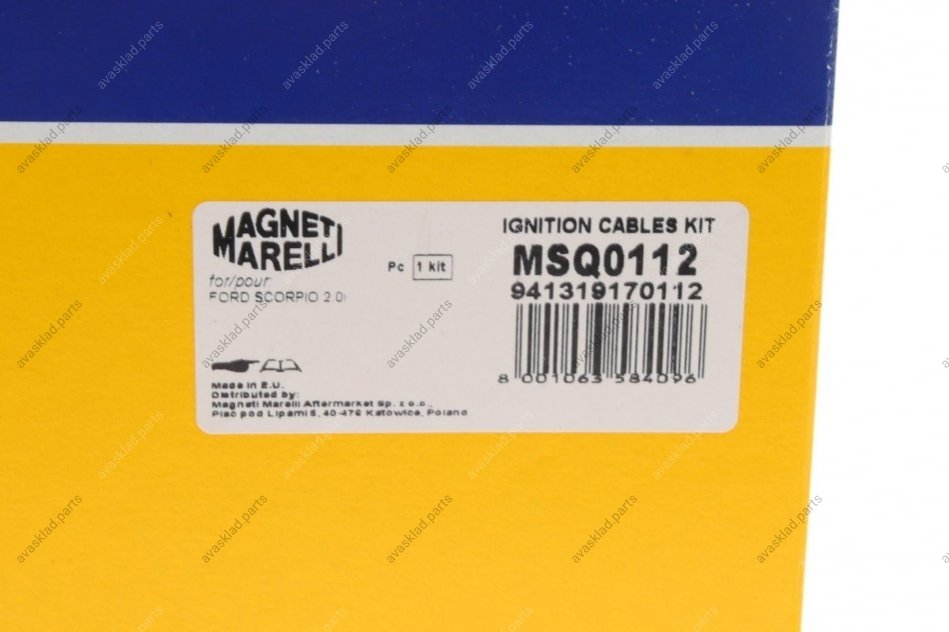 MAGNETI
MARELLI
for/pour
FORD SCORPIO 2.0i
Pc 1 kit
IGNITION CABLES KIT
MSQ0112
941319170112
8 001063 584096
Made in E.U.
Distributed by:
Magneti Marelli Aftermarket Sp. z o.o.,
Plac pod Lipami 5, 40-476 Katowice, Poland
avasklad.parts